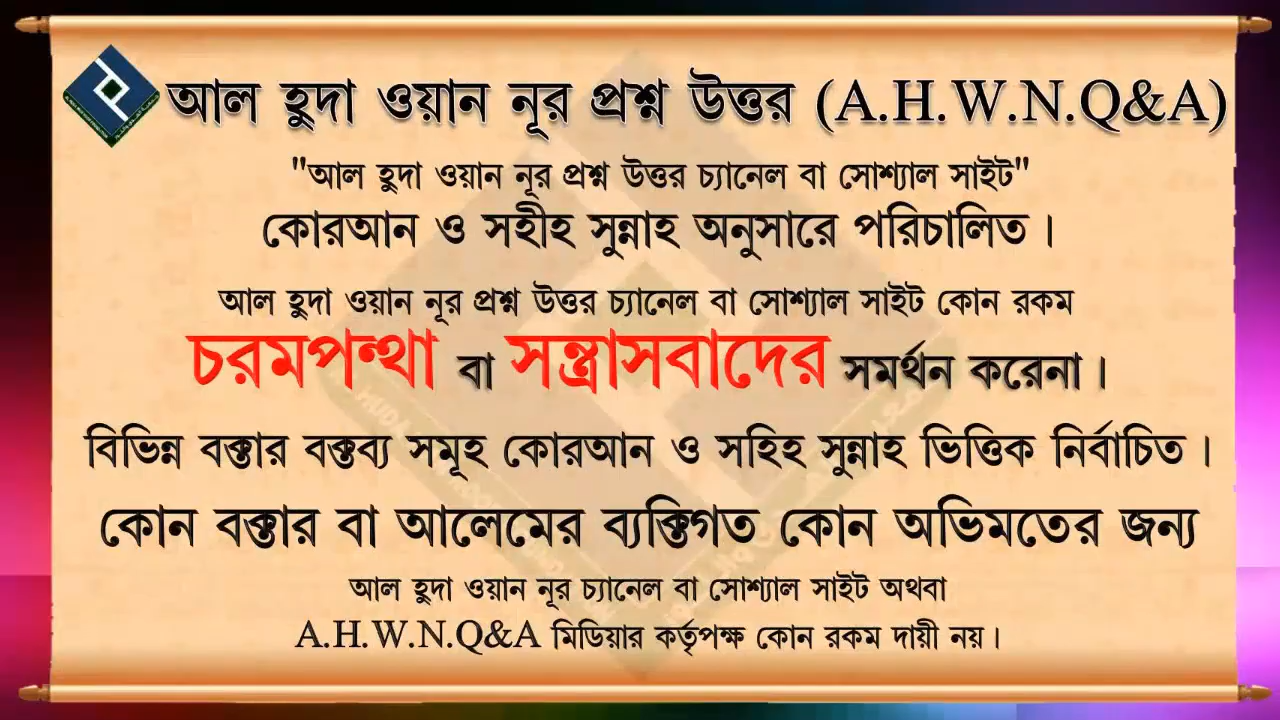 আল হুদা ওয়ান নূর প্রশ্ন উত্তর (A.H.W.N.Q&A)
"আল হুদা ওয়ান নূর প্রশ্ন উত্তর চ্যানেল বা সোশ্যাল সাইট"
কোরআন ও সহীহ সুন্নাহ অনুসারে পরিচালিত।
আল হুদা ওয়ান নূর প্রশ্ন উত্তর চ্যানেল বা সোশ্যাল সাইট কোন রকম
চরমপন্থা বা সন্ত্রাসবাদের সমর্থন করেনা।
বিভিন্ন বক্তার বক্তব্য সমূহ কোরআন ও সহিহ সুন্নাহ ভিত্তিক নির্বাচিত।
কোন বক্তার বা আলেমের ব্যক্তিগত কোন অভিমতের জন্য
আল হুদা ওয়ান নূর চ্যানেল বা সোশ্যাল সাইট অথবা
A.H.W.N.Q&A মিডিয়ার কর্তৃপক্ষ কোন রকম দায়ী নয়।